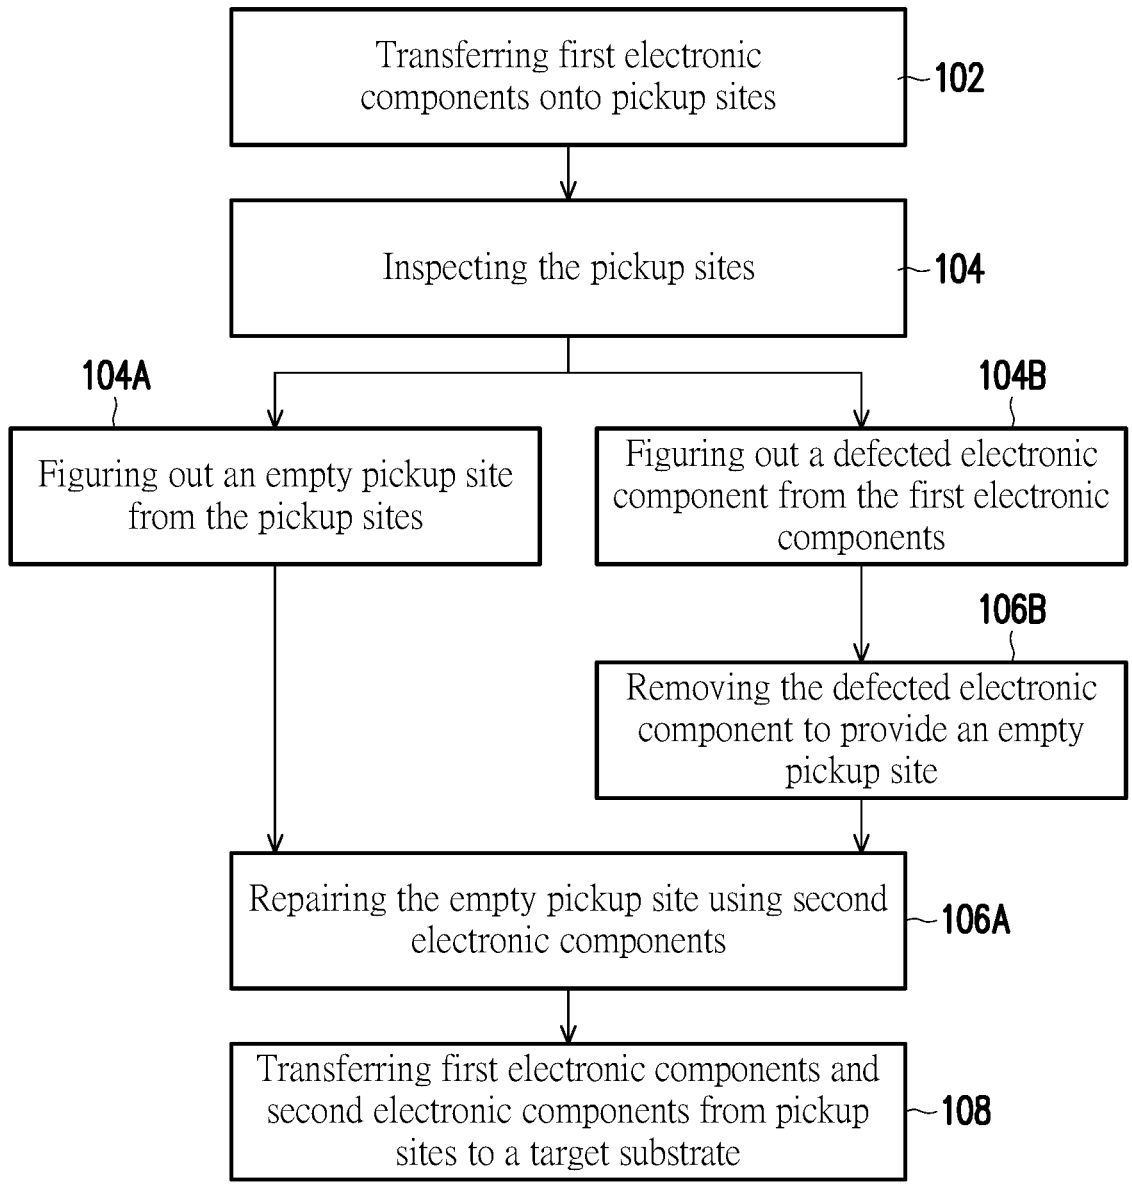 Transferring first electronic
components onto pickup sites
102
Inspecting the pickup sites
104
104A
Figuring out an empty pickup site
from the pickup sites
104B
Figuring out a defected electronic
component from the first electronic
components
106B
Removing the defected electronic
component to provide an empty
pickup site
Repairing the empty pickup site using second
electronic components
106A
Transferring first electronic components and
second electronic components from pickup
sites to a target substrate
108